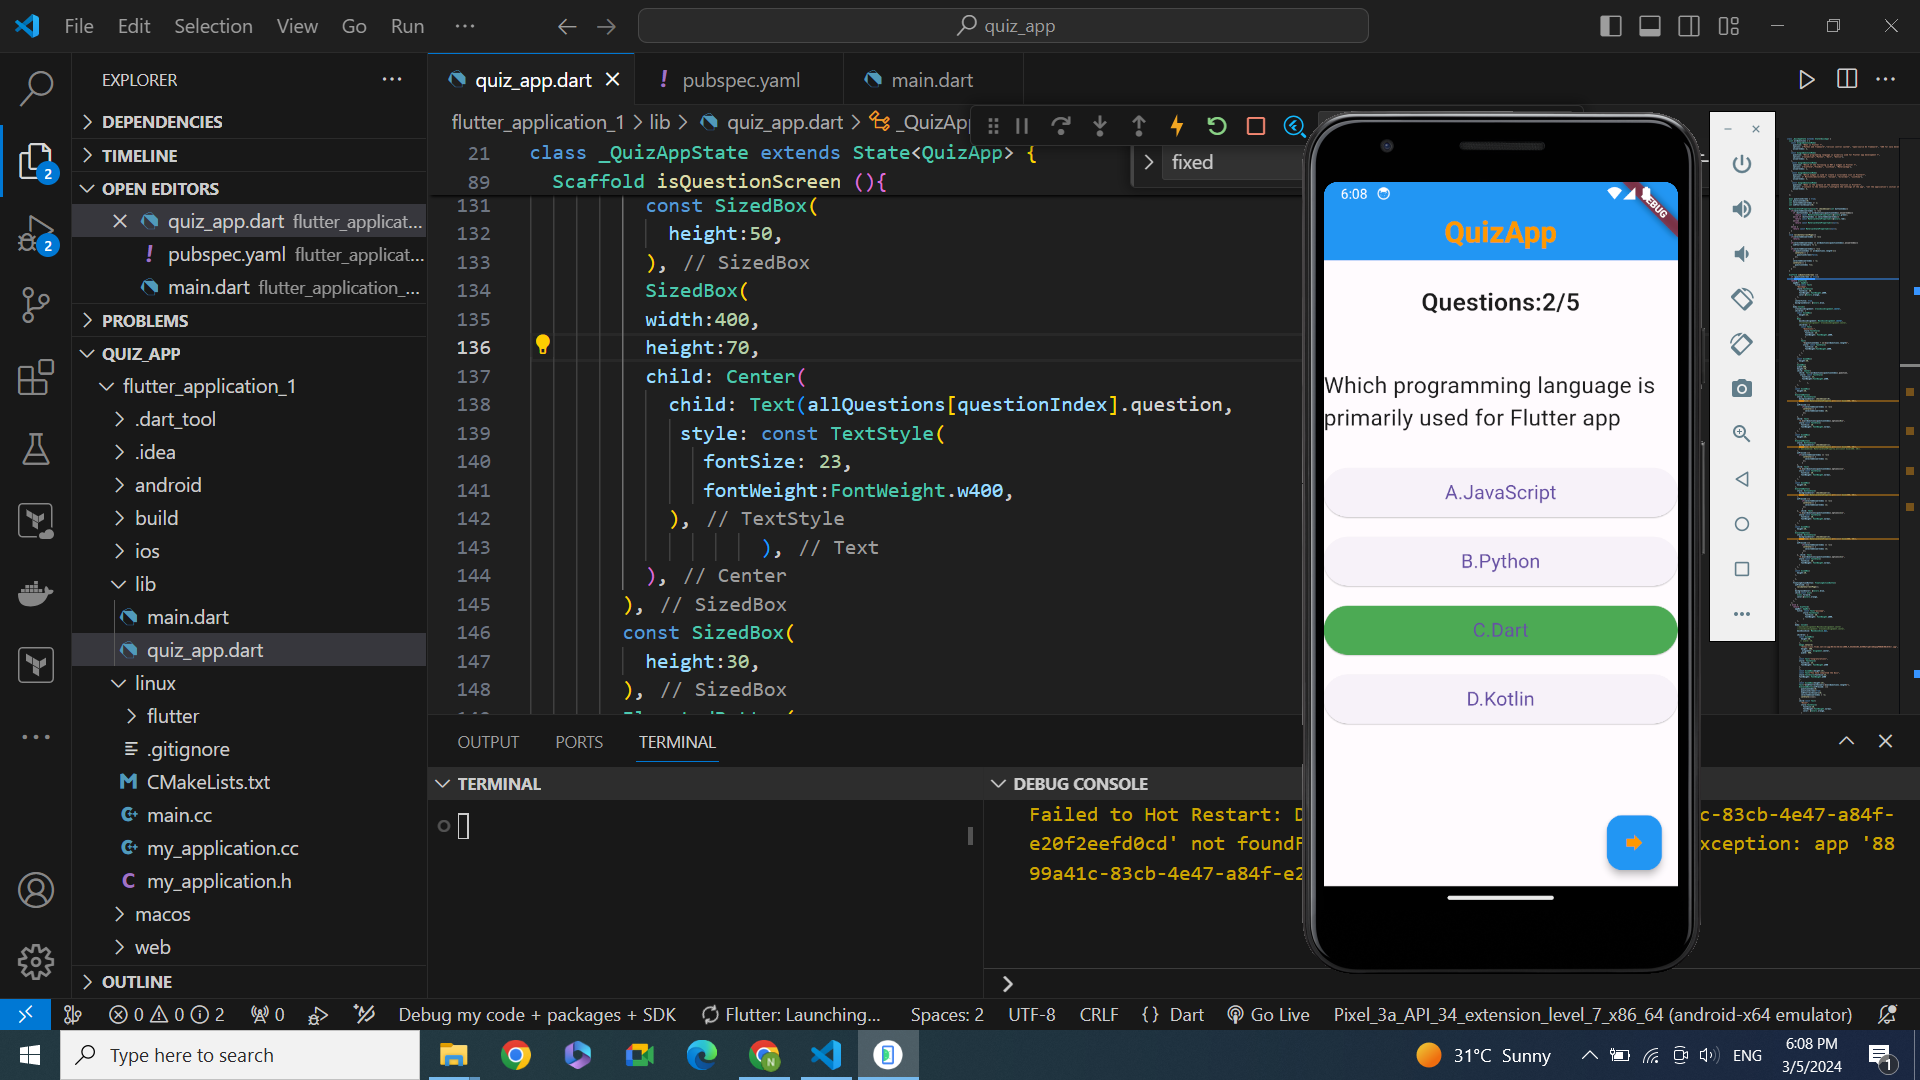 File Edit Selection View Go Run ··· quiz_app
EXPLORER
DEPENDENCIES
TIMELINE
OPEN EDITORS
quiz_app.dart flutter_applicat...
! pubspec.yaml flutter_applicat...
main.dart flutter_application_...
PROBLEMS
QUIZ_APP
flutter_application_1
.dart_tool
.idea
android
build
ios
lib
main.dart
quiz_app.dart
linux
flutter
.gitignore
CMakeLists.txt
main.cc
my_application.cc
my_application.h
macos
web
OUTLINE
2
2
quiz_app.dart ! pubspec.yaml main.dart
flutter_application_1 > lib > quiz_app.dart > _QuizApp
fixed
21 class _QuizAppState extends State<QuizApp> {
89 Scaffold isQuestionScreen (){
131 const SizedBox(
132 height:50,
133 ), // SizedBox
134 SizedBox(
135 width:400,
136 height:70,
137 child: Center(
138 child: Text(allQuestions[questionIndex].question,
139 style: const TextStyle(
140 fontSize: 23,
141 fontWeight:FontWeight.w400,
142 ), // TextStyle
143 ), // Text
144 ), // Center
145 ), // SizedBox
146 const SizedBox(
147 height:30,
148 ), // SizedBox
OUTPUT PORTS TERMINAL
TERMINAL
DEBUG CONSOLE
Failed to Hot Restart: D c-83cb-4e47-a84f-
e20f2eefd0cd' not found xception: app '88
99a41c-83cb-4e47-a84f-e2
6:08
DEBUG
QuizApp
Questions:2/5
Which programming language is
primarily used for Flutter app
A.JavaScript
B.Python
C.Dart
D.Kotlin
0 0 2 0 Debug my code + packages + SDK Flutter: Launching... Spaces: 2 UTF-8 CRLF {} Dart Go Live Pixel_3a_API_34_extension_level_7_x86_64 (android-x64 emulator)
Type here to search
N
31°C Sunny
ENG
6:08 PM
3/5/2024
1